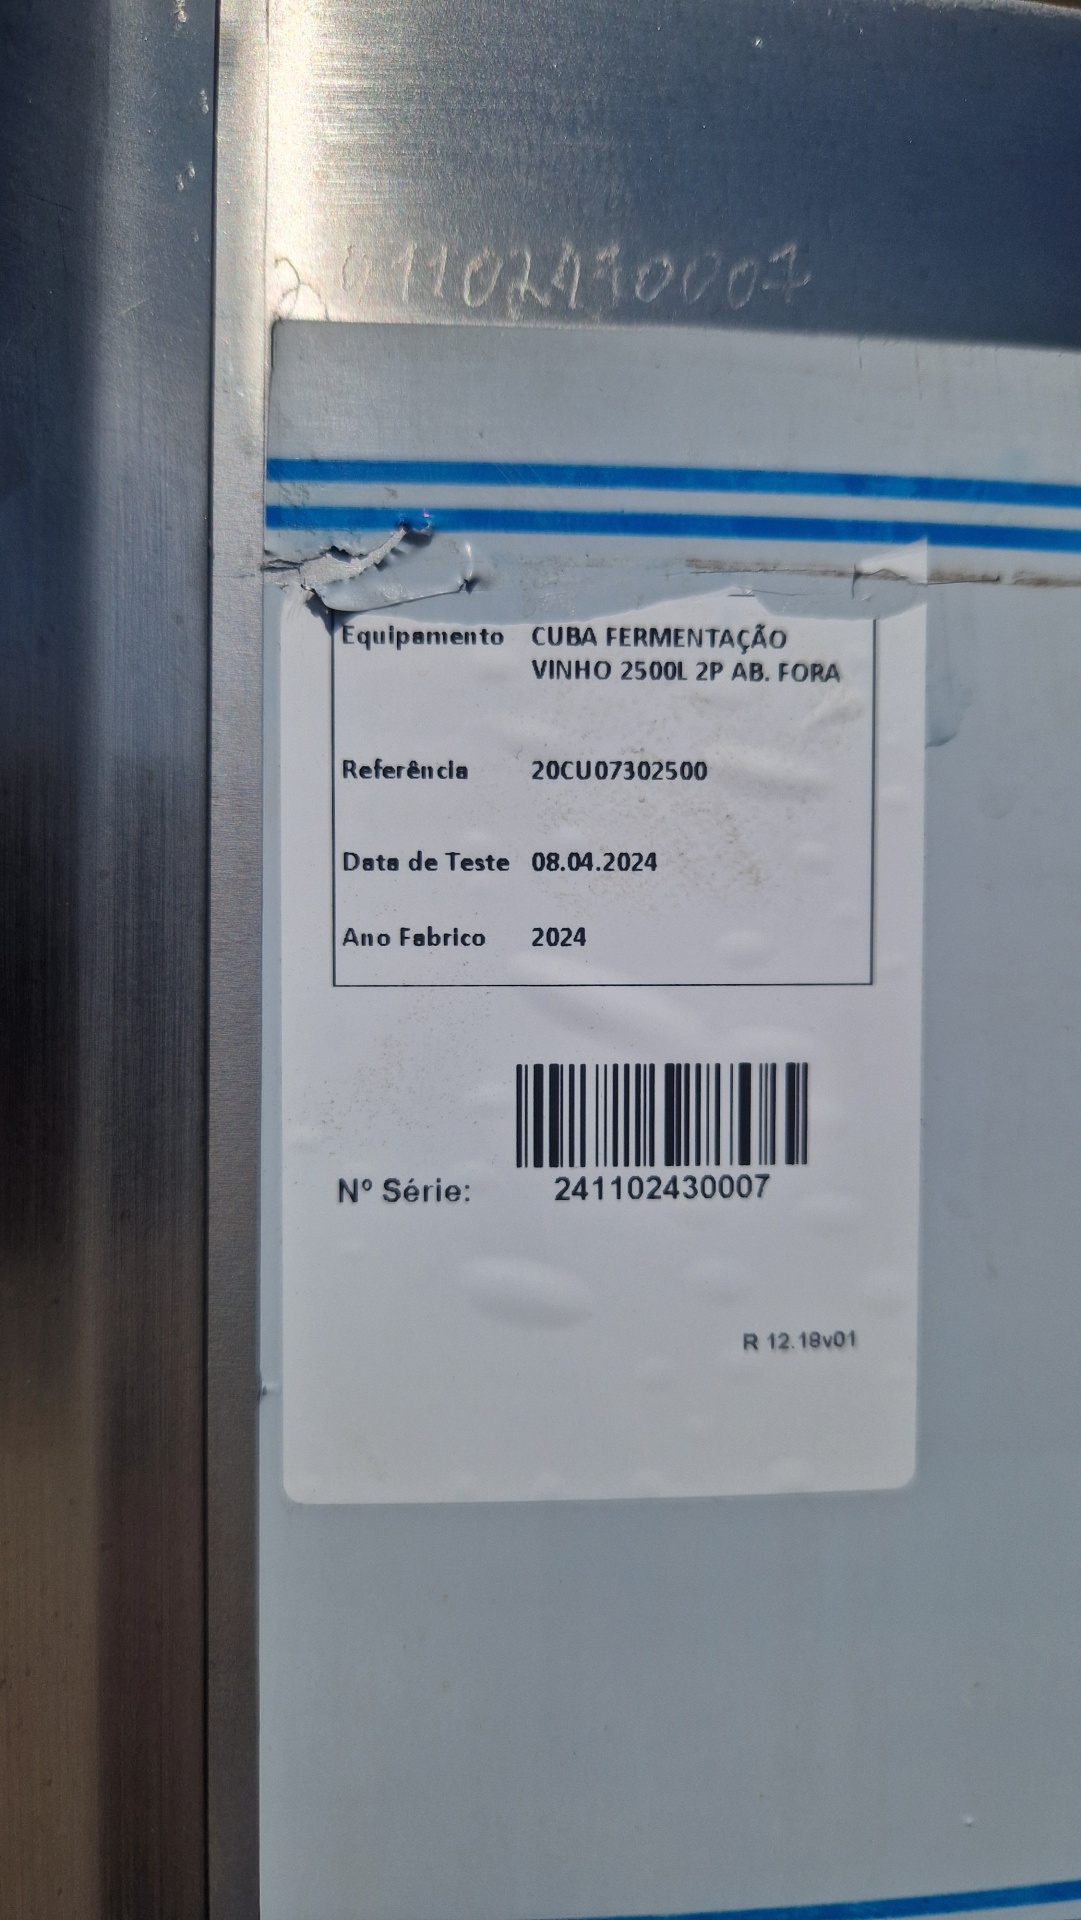 Equipamento CUBA FERMENTAÇÃO
VINHO 2500L 2P AB. FORA
Referência 20CU07302500
Data de Teste 08.04.2024
Ano Fabrico 2024
Nº Série: 241102430007
R 12.18v01